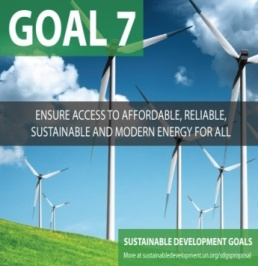 GOAL 7
ENSURE ACCESS TO AFFORDABLE, RELIABLE,
SUSTAINABLE AND MODERN ENERGY FOR ALL
SUSTAINABLE DEVELOPMENT GOALS
More at sustainabledevelopment.un.org/sdgsproposal